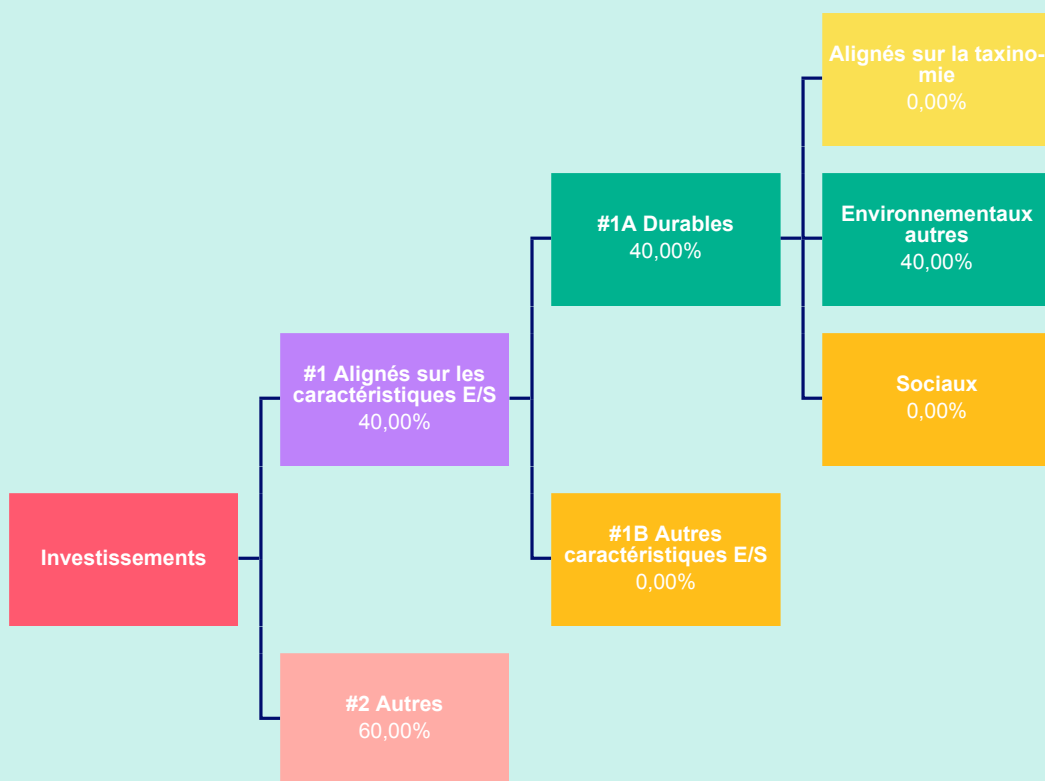 Alignés sur la taxino-
mie
0,00%
#1A Durables
40,00%
Environnementaux
autres
40,00%
#1 Alignés sur les
caractéristiques E/S
40,00%
Sociaux
0,00%
Investissements
#1B Autres
caractéristiques E/S
0,00%
#2 Autres
60,00%